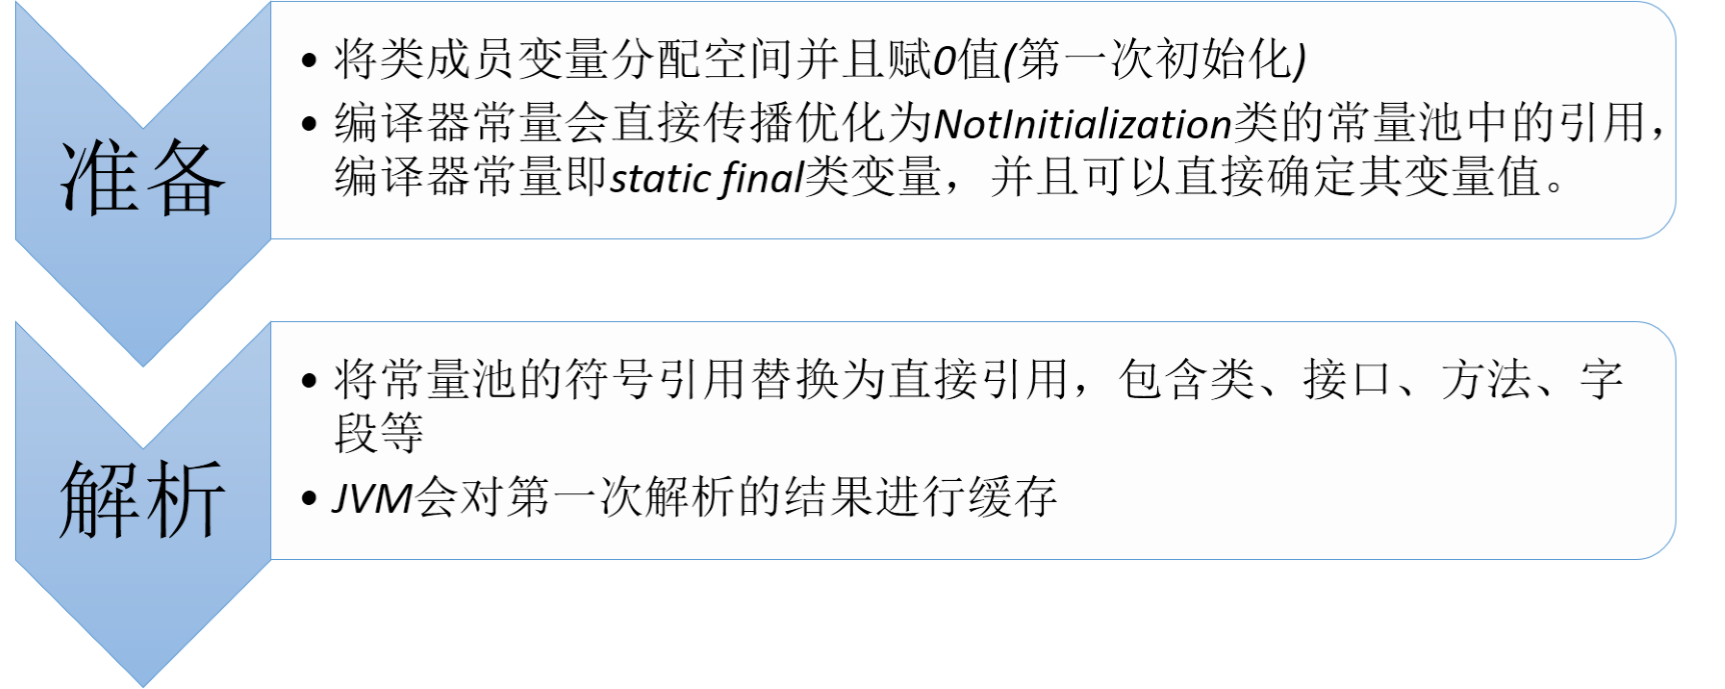 准备
• 将类成员变量分配空间并且赋0值(第一次初始化)
• 编译器常量会直接传播优化为NotInitialization类的常量池中的引用，
编译器常量即static final类变量，并且可以直接确定其变量值。
解析
• 将常量池的符号引用替换为直接引用，包含类、接口、方法、字
段等
• JVM会对第一次解析的结果进行缓存